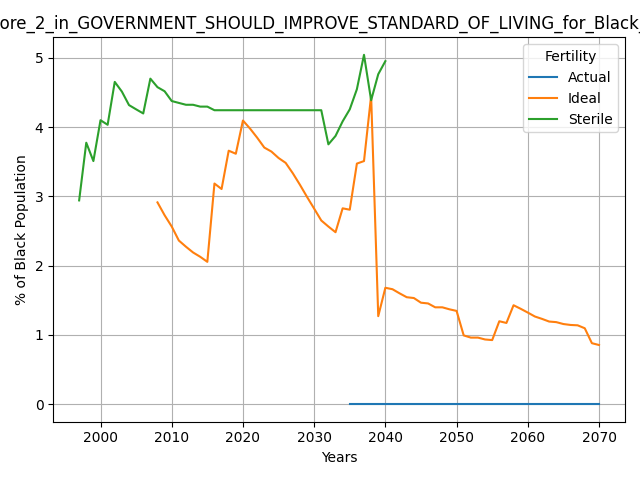 ore_2_in_GOVERNMENT_SHOULD_IMPROVE_STANDARD_OF_LIVING_for_Black_
Fertility
Actual
Ideal
Sterile
% of Black Population
5
4
3
2
1
0
2000 2010 2020 2030 2040 2050 2060 2070
Years